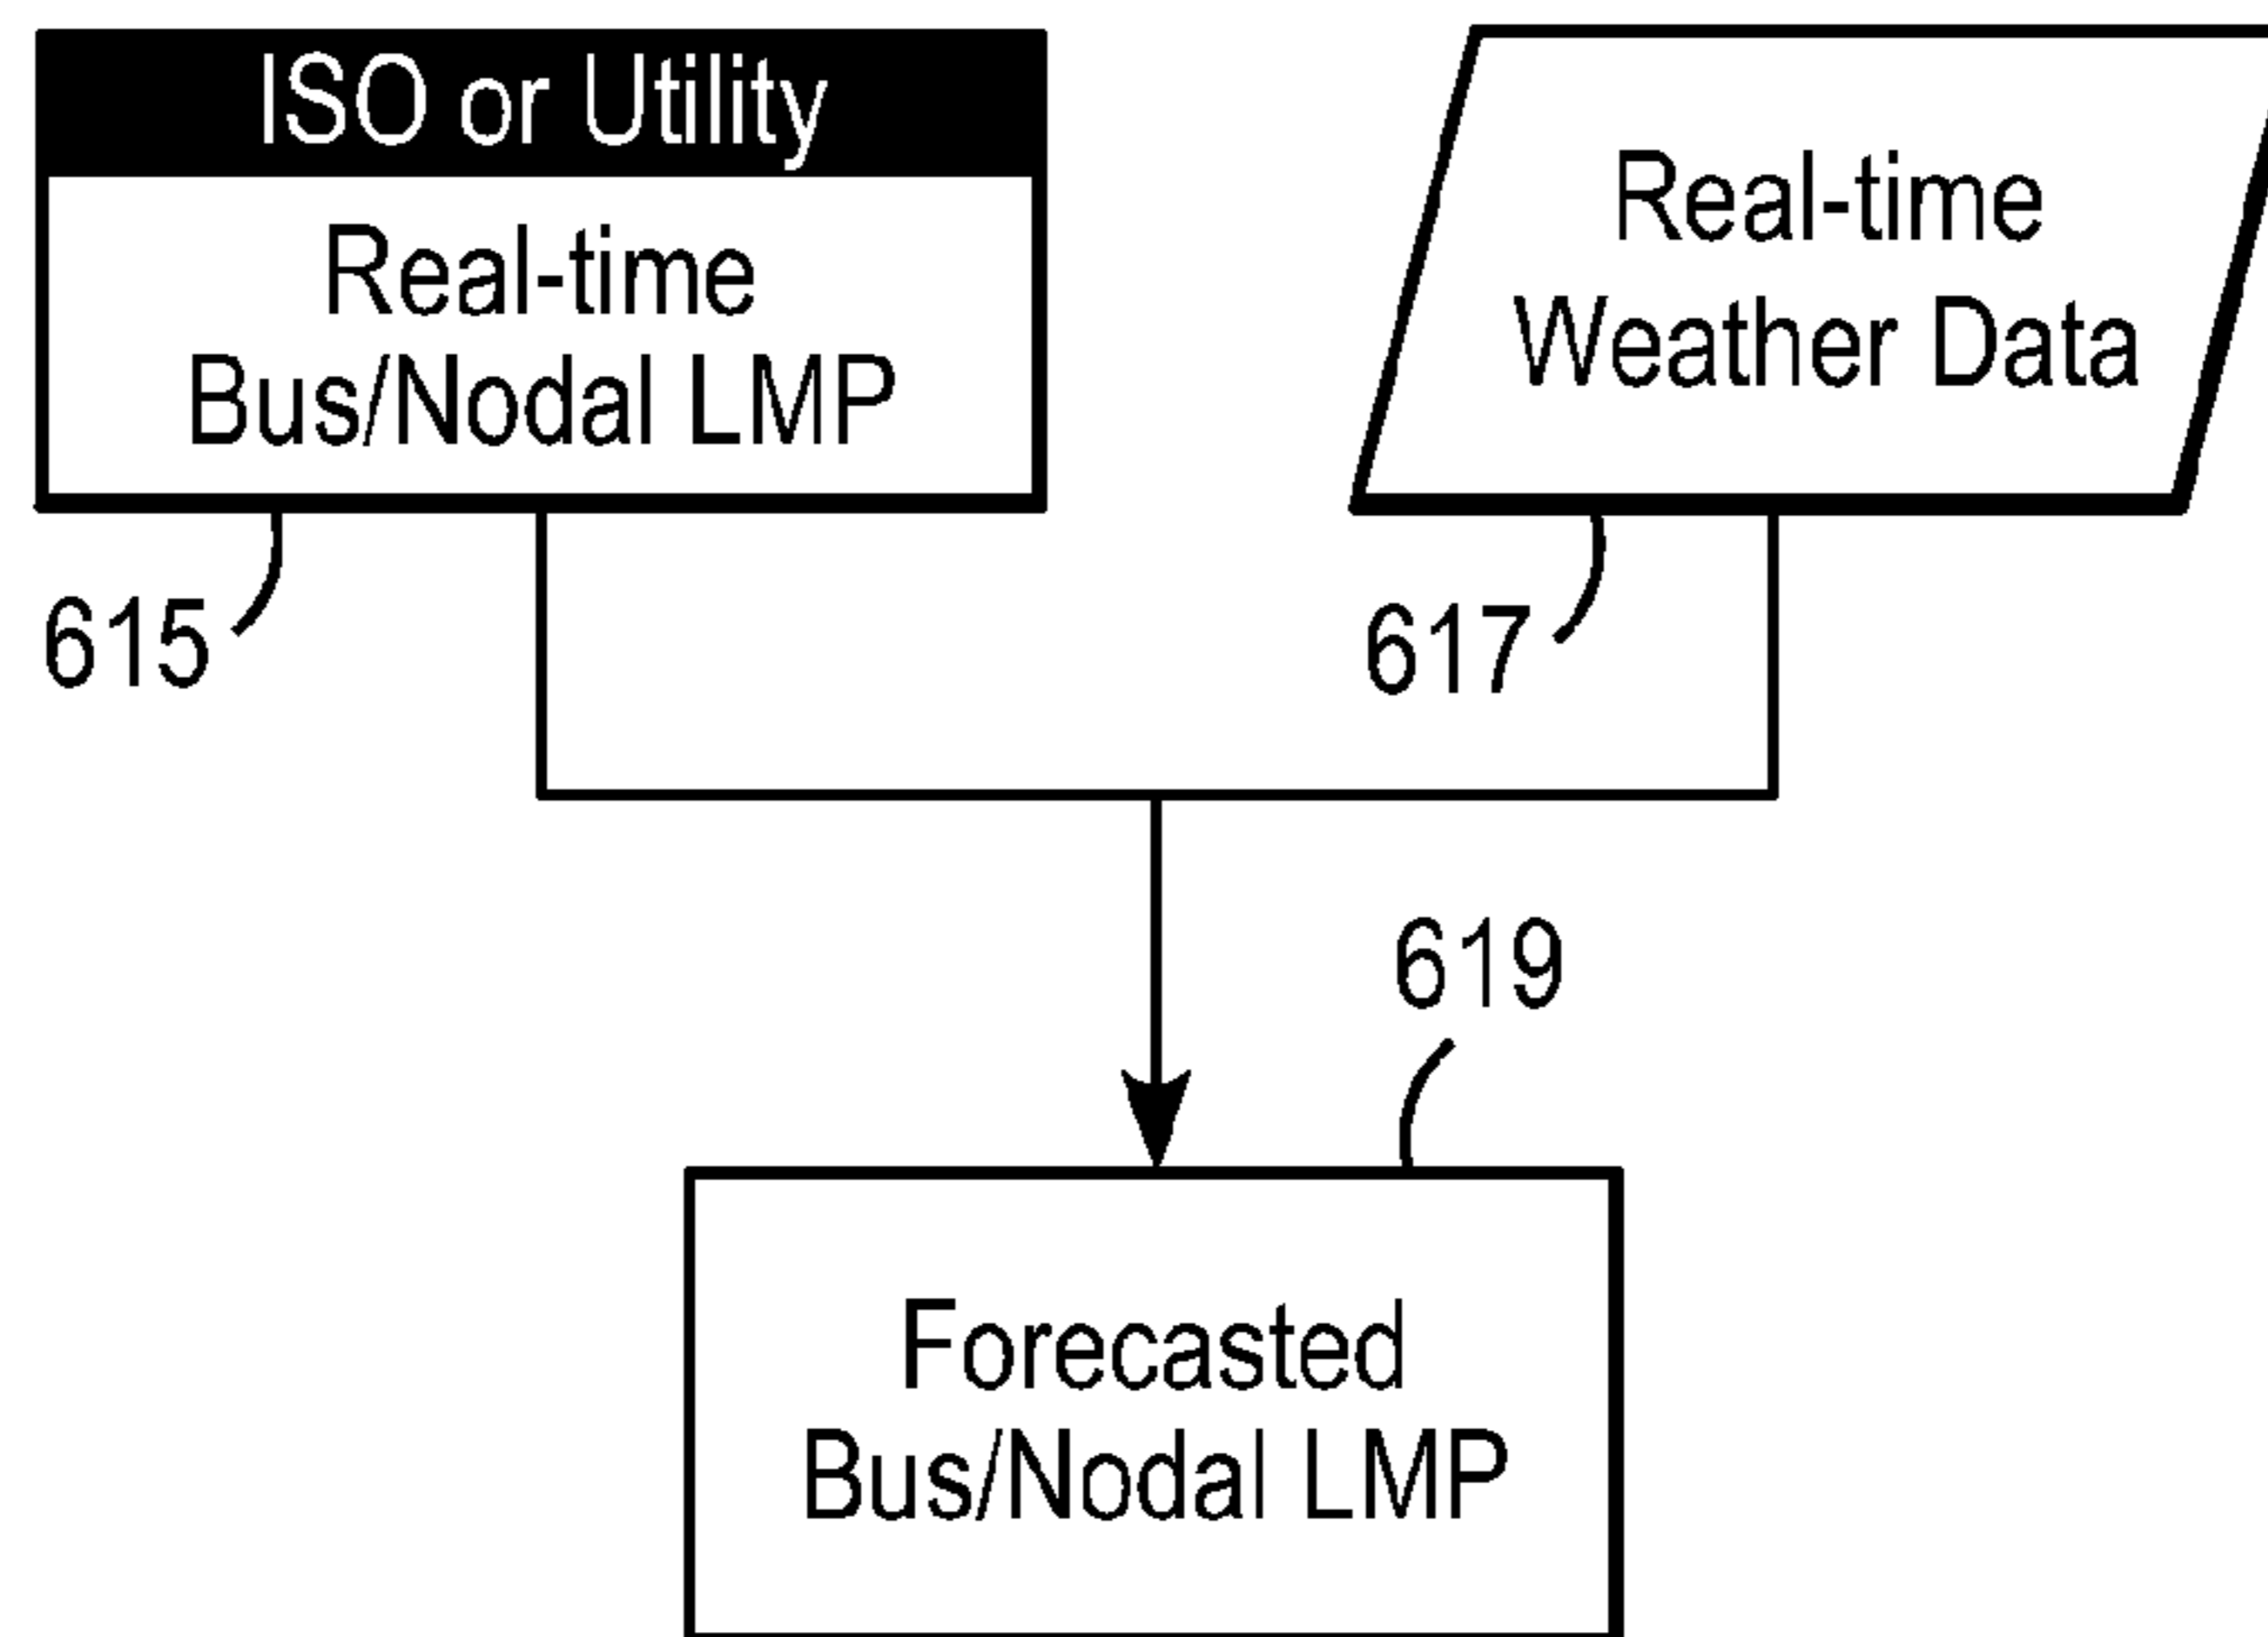 ISO or Utility
Real-time
Bus/Nodal LMP
615
Real-time
Weather Data
617
619
Forecasted
Bus/Nodal LMP